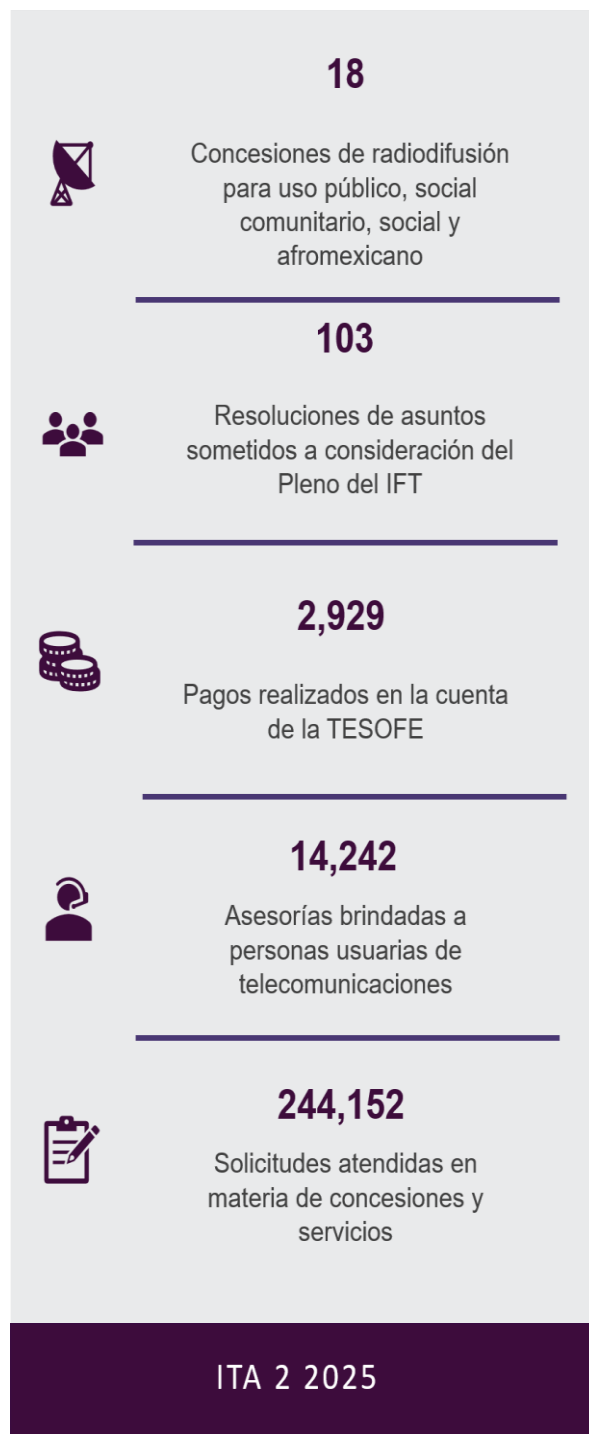 18
Concesiones de radiodifusión
para uso público, social
comunitario, social y
afromexicano
103
Resoluciones de asuntos
sometidos a consideración del
Pleno del IFT
2,929
Pagos realizados en la cuenta
de la TESOFE
14,242
Asesorías brindadas a
personas usuarias de
telecomunicaciones
244,152
Solicitudes atendidas en
materia de concesiones y
servicios
ITA 2 2025